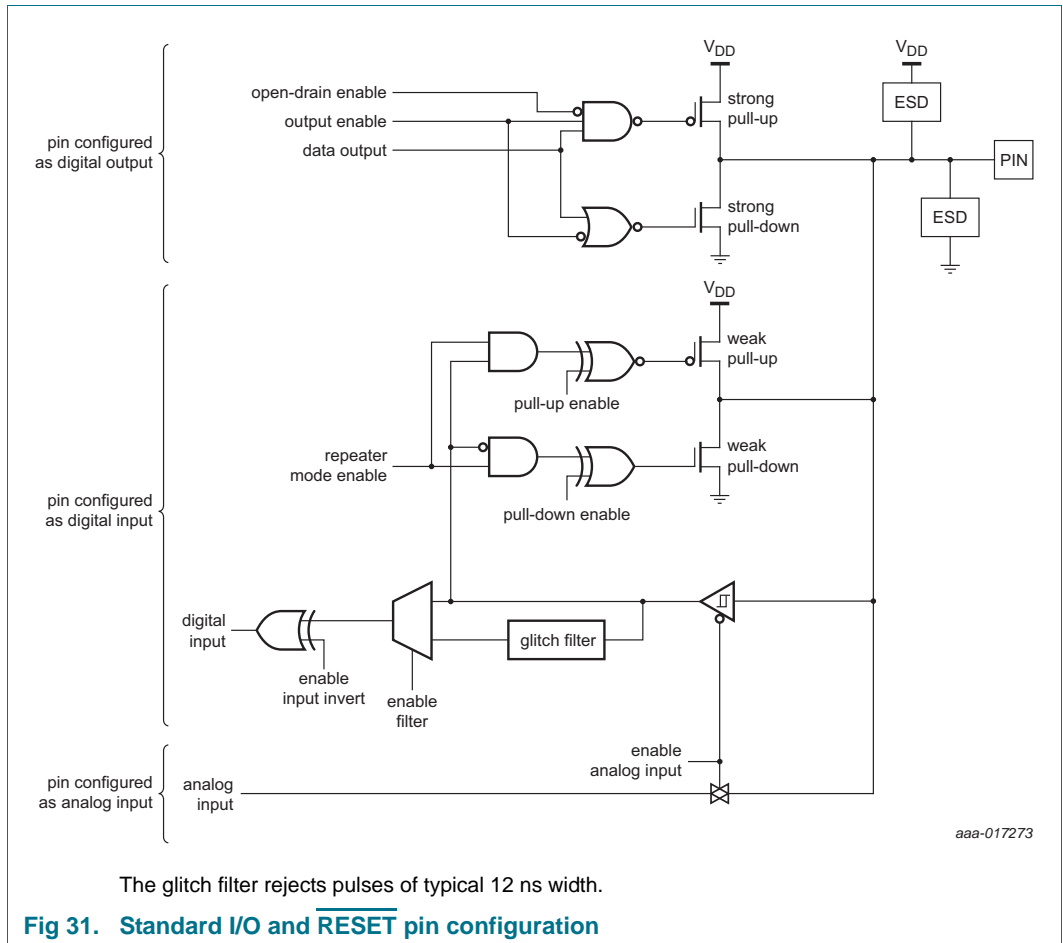 VDD
VDD
open-drain enable
strong
pull-up
ESD
output enable
pin configured
as digital output
data output
PIN
strong
pull-down
ESD
VDD
weak
pull-up
pull-up enable
repeater
mode enable
weak
pull-down
pin configured
as digital input
pull-down enable
digital
input
glitch filter
enable
input invert
enable
filter
enable
analog input
pin configured
as analog input
analog
input
aaa-017273
The glitch filter rejects pulses of typical 12 ns width.
Fig 31. Standard I/O and RESET pin configuration